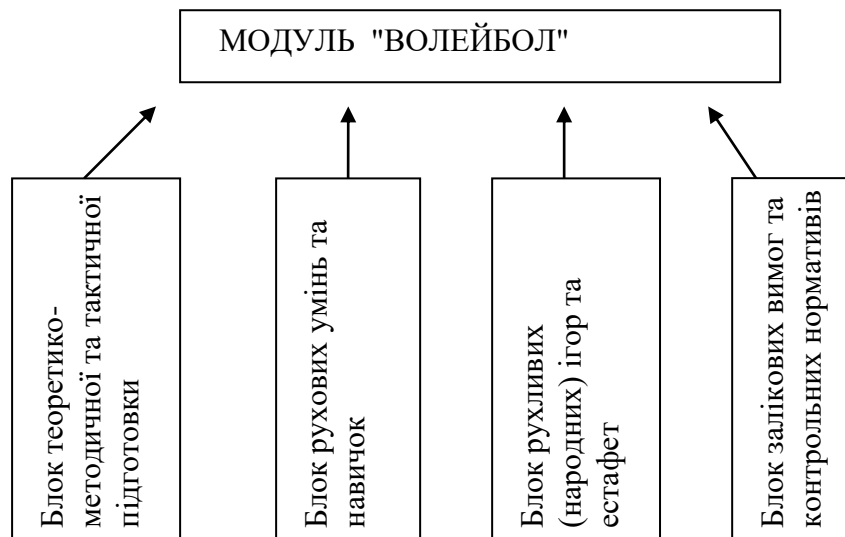 МОДУЛЬ "ВОЛЕЙБОЛ"
Блок теоретико-
методичної та тактичної
підготовки
Блок рухових умінь та
навичок
Блок рухливих
(народних) ігор та
естафет
Блок залікових вимог та
контрольних нормативів